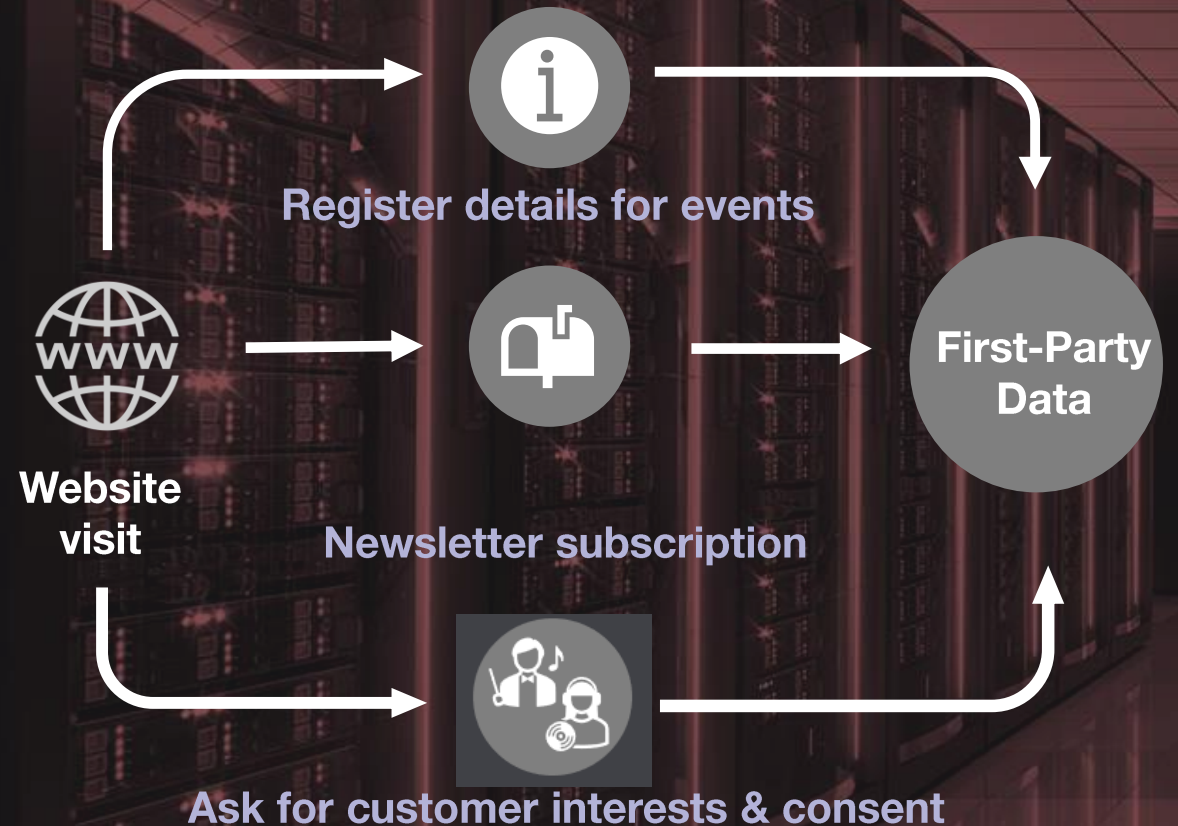 Register details for events
WWW
First-Party
Data
Website
visit
Newsletter subscription
Ask for customer interests & consent